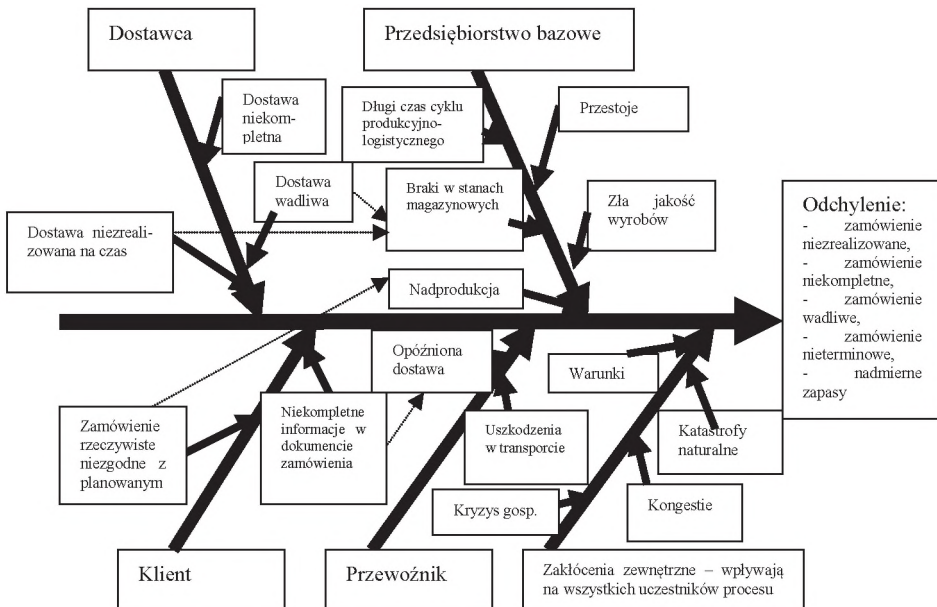 Dostawca
Przedsiębiorstwo bazowe
Dostawa
niekom-
pletna
Długi czas cyklu
produkcyjno-
logistycznego
Przestoje
Dostawa
wadliwa
Braki w stanach
magazynowych
Zła jakość
wyrobów
Dostawa niezreali-
zowana na czas
Nadprodukcja
Odchylenie:
- zamówienie
niezrealizowane,
- zamówienie
niekompletne,
- zamówienie
wadliwe,
- zamówienie
nieterminowe,
- nadmierne
zapasy
Opóźniona
dostawa
Warunki
Zamówienie
rzeczywiste
niezgodne z
planowanym
Niekompletne
informacje w
dokumencie
zamówienia
Uszkodzenia
w transporcie
Katastrofy
naturalne
Kryzys gosp.
Kongestie
Klient
Przewoźnik
Zakłócenia zewnętrzne – wpływają
na wszystkich uczestników procesu